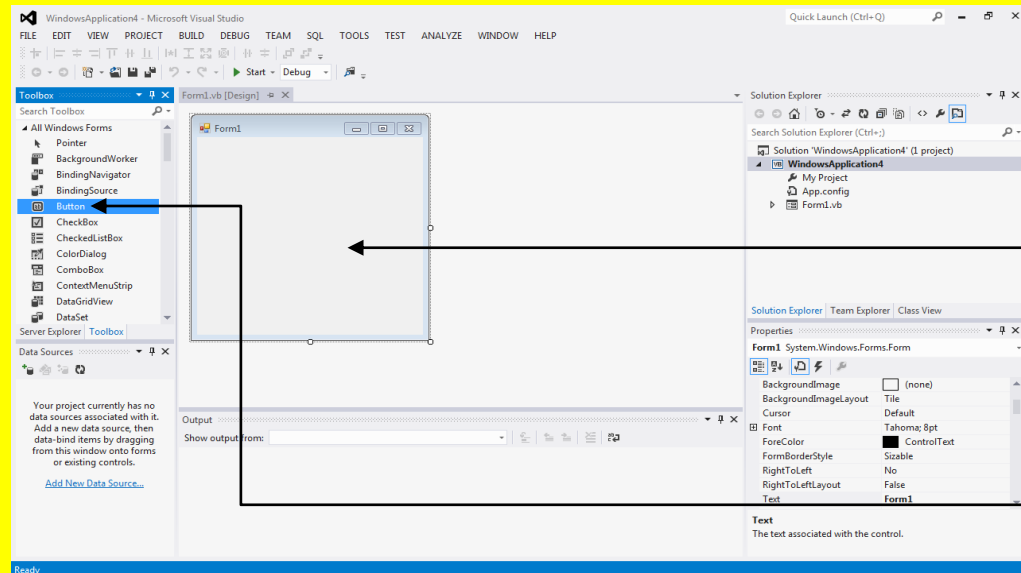 WindowsApplication4 - Microsoft Visual Studio
Quick Launch (Ctrl+Q)
FILE EDIT VIEW PROJECT BUILD DEBUG TEAM SQL TOOLS TEST ANALYZE WINDOW HELP
Start - Debug
Toolbox
Search Toolbox
All Windows Forms
Pointer
BackgroundWorker
BindingNavigator
BindingSource
Button
CheckBox
CheckedListBox
ColorDialog
ComboBox
ContextMenuStrip
DataGridView
DataSet
Server Explorer Toolbox
Data Sources
Your project currently has no
data sources associated with it.
Add a new data source, then
data-bind items by dragging
from this window onto forms
or existing controls.
Add New Data Source...
Form1.vb [Design]
Form1
Output
Show output from:
Solution Explorer
Search Solution Explorer (Ctrl+;)
Solution 'WindowsApplication4' (1 project)
VB WindowsApplication4
My Project
App.config
Form1.vb
Solution Explorer Team Explorer Class View
Properties
Form1 System.Windows.Forms.Form
BackgroundImage (none)
BackgroundImageLayout Tile
Cursor Default
Font Tahoma; 8pt
ForeColor ControlText
FormBorderStyle Sizable
RightToLeft No
RightToLeftLayout False
Text Form1
Text
The text associated with the control.
Ready